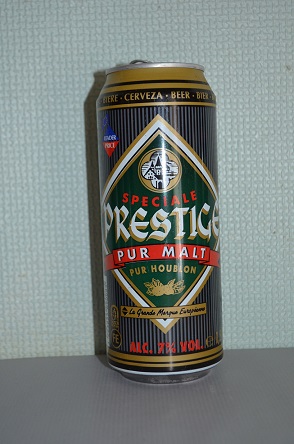 BIERE · CERVEZA · BEER · BIER
SPECIALE
PRESTIGE
PUR MALT
PUR HOUBLON
La Grande Marque Européenne
ALC. 7% VOL.